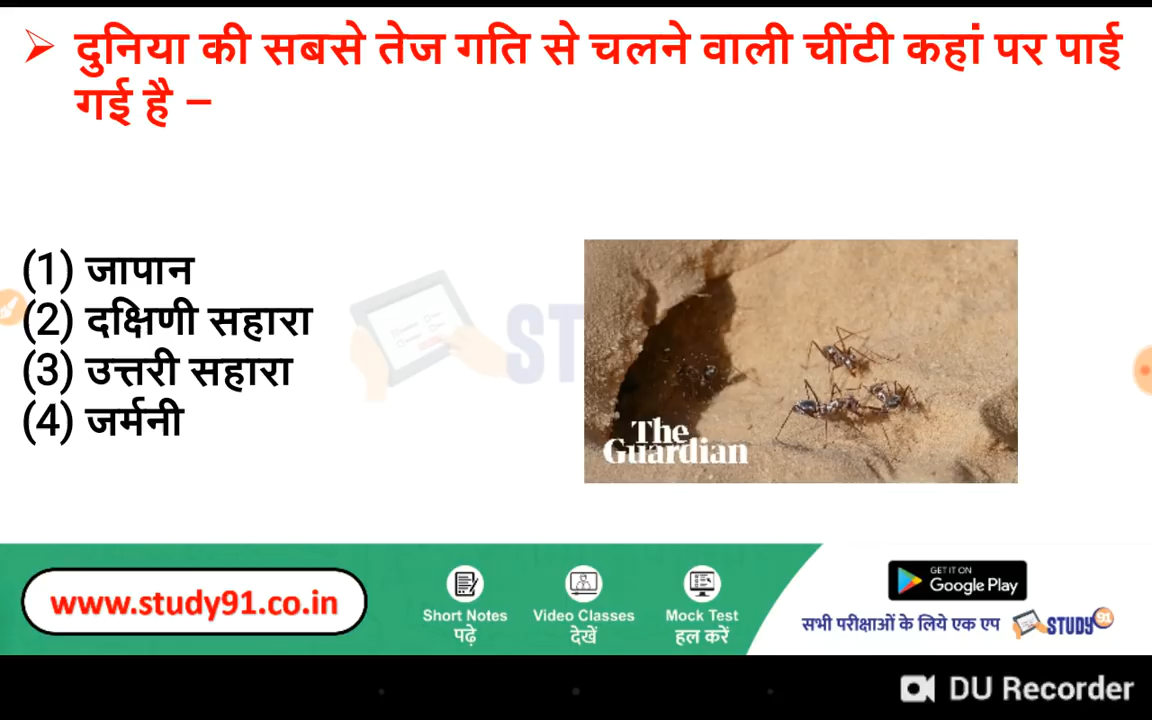 दुनिया की सबसे तेज गति से चलने वाली चींटी कहां पर पाई
गई है –
(1) जापान
(2) दक्षिणी सहारा
(3) उत्तरी सहारा
(4) जर्मनी
ST
The
Guardian
www.study91.co.in
Short Notes
पढ़े
Video Classes
देखें
Mock Test
हल करें
GET IT ON
Google Play
सभी परीक्षाओं के लिये एक एप
STUDY 91
DU Recorder